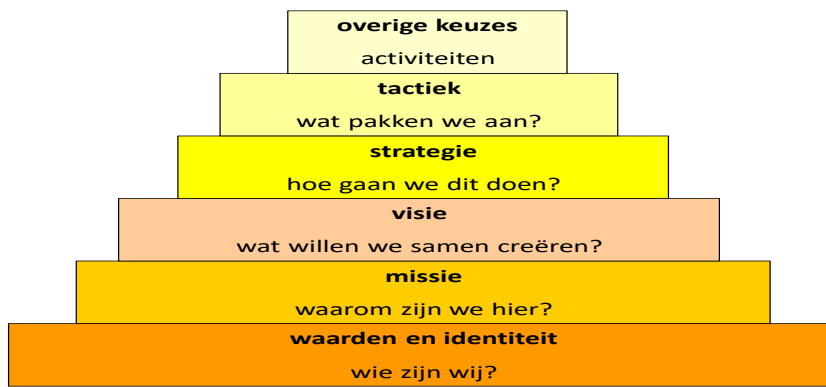 overige keuzes
activiteiten
tactiek
wat pakken we aan?
strategie
hoe gaan we dit doen?
visie
wat willen we samen creëren?
missie
waarom zijn we hier?
waarden en identiteit
wie zijn wij?